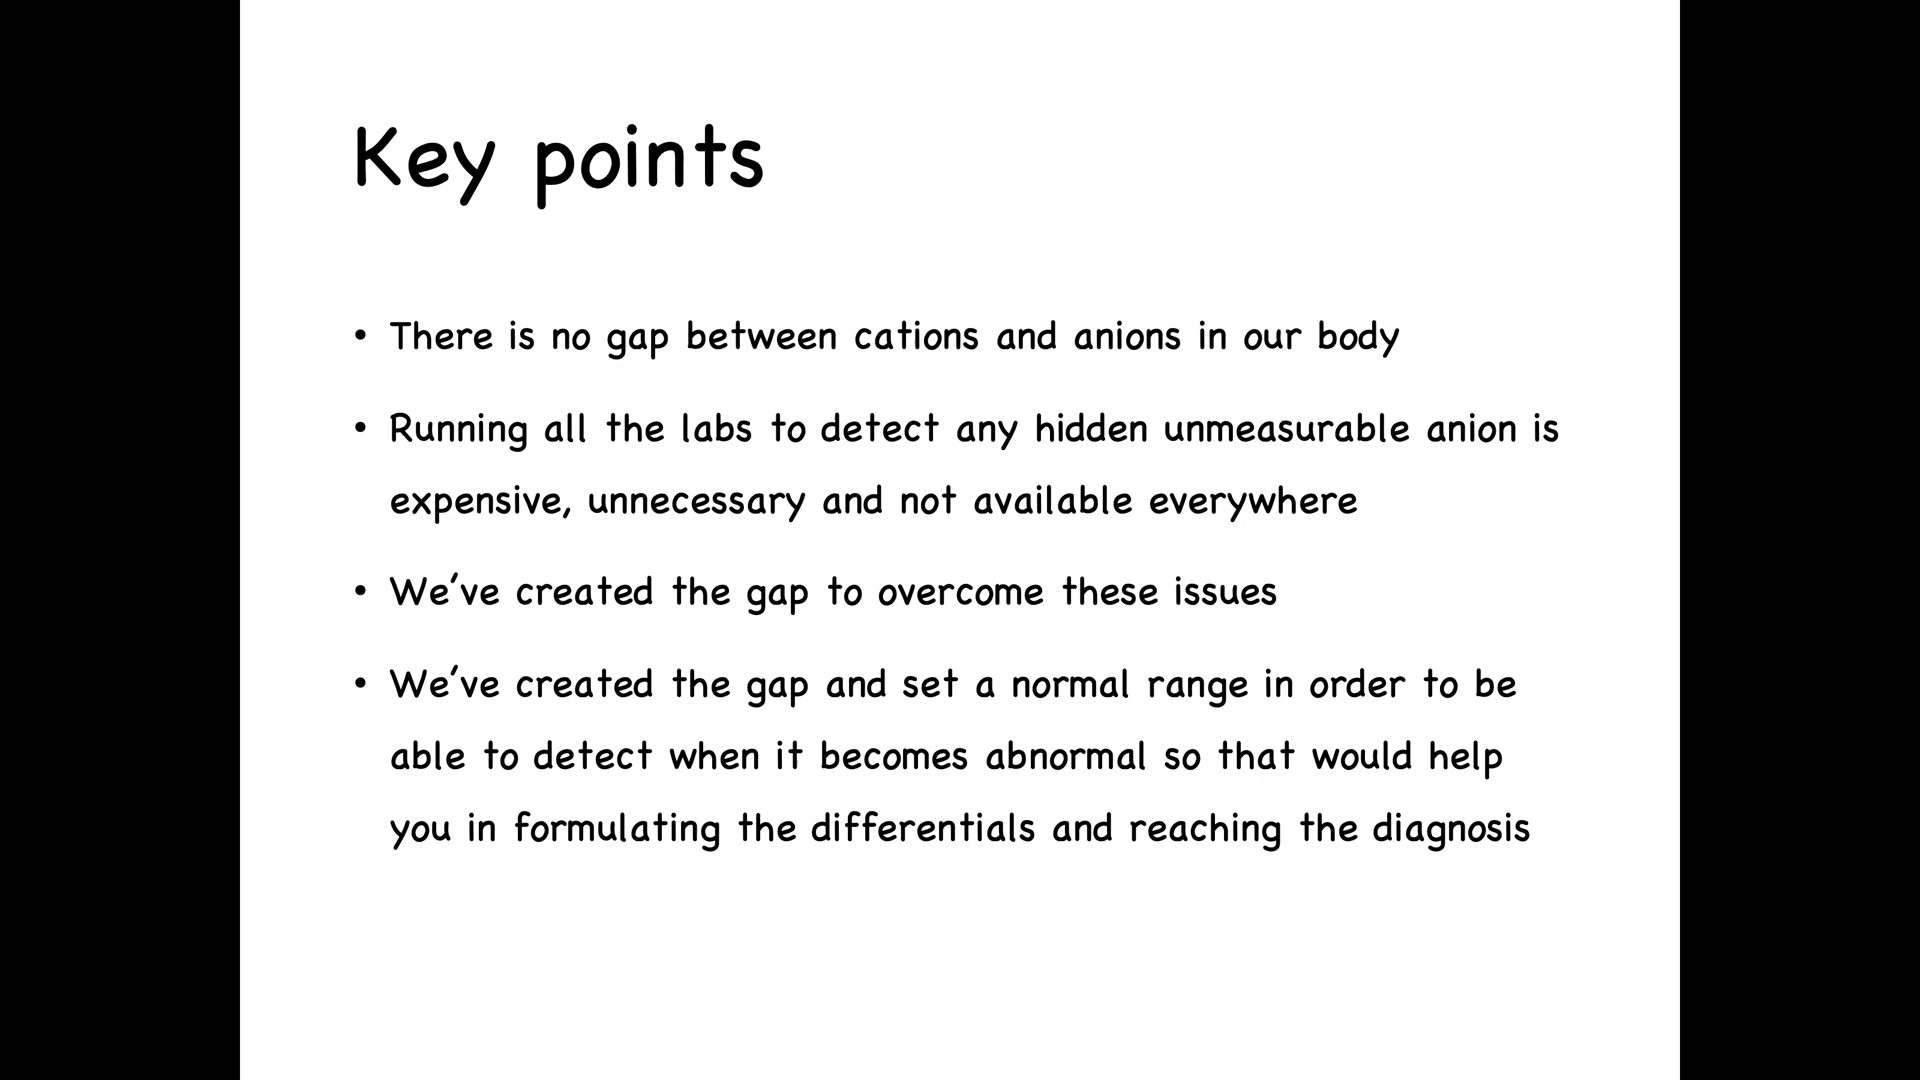 Key points
• There is no gap between cations and anions in our body
• Running all the labs to detect any hidden unmeasurable anion is
expensive, unnecessary and not available everywhere
• We’ve created the gap to overcome these issues
• We’ve created the gap and set a normal range in order to be
able to detect when it becomes abnormal so that would help
you in formulating the differentials and reaching the diagnosis